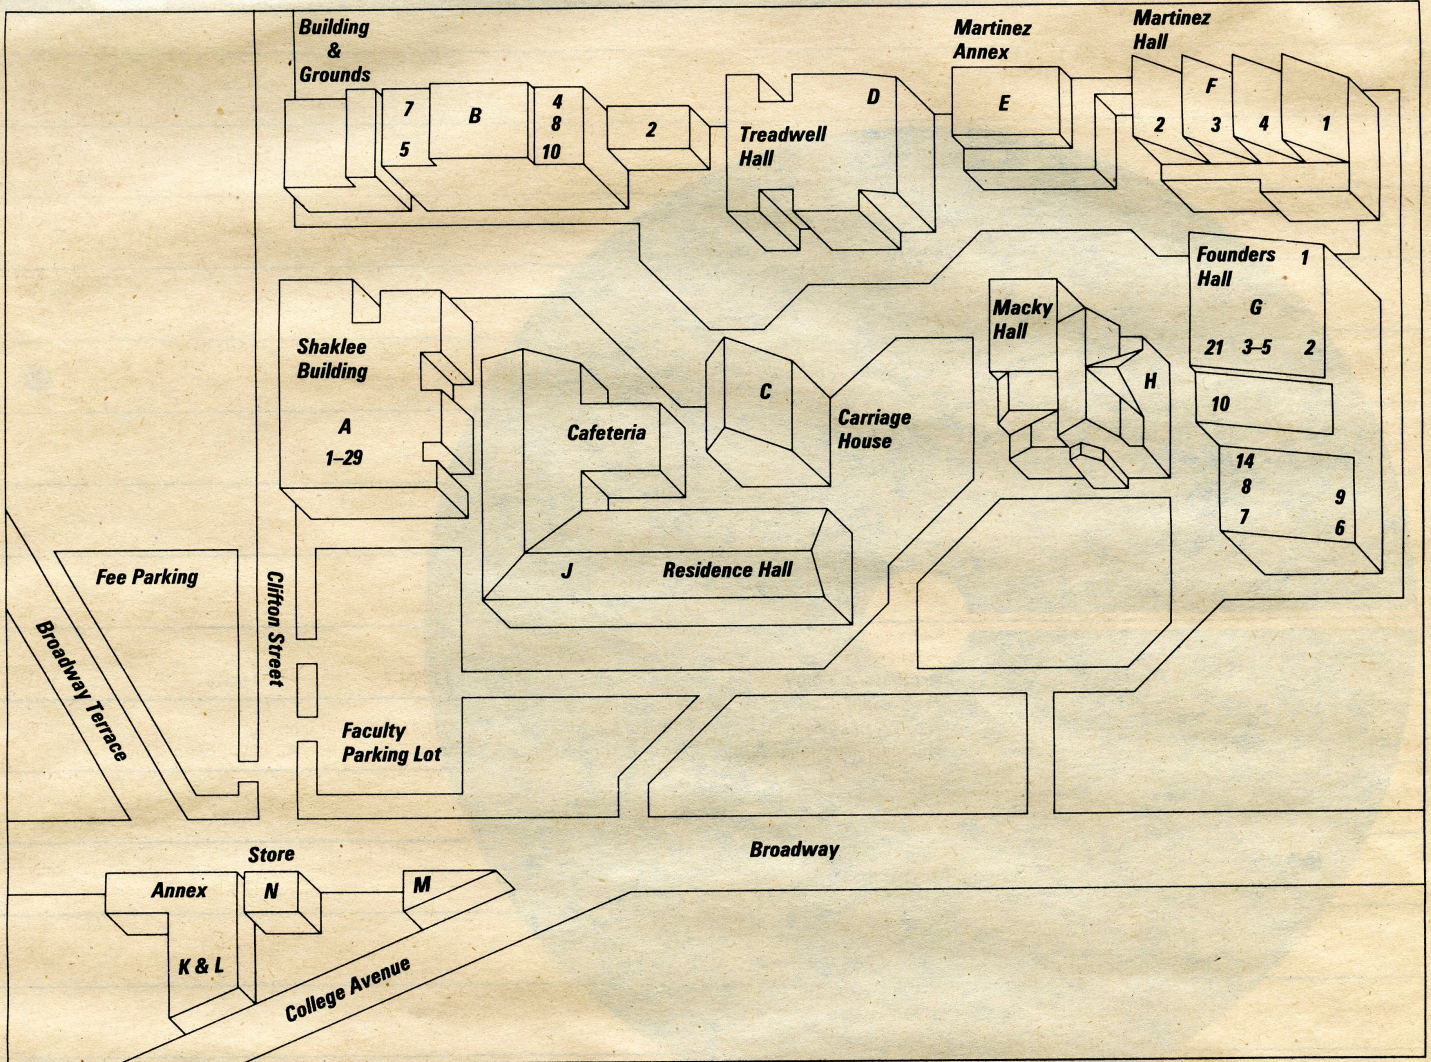 Building
&
Grounds
7
5
B
4
8
10
2
Treadwell
Hall
D
Martinez
Annex
E
Martinez
Hall
F
2
3
4
1
Shaklee
Building
A
1–29
Cafeteria
J
Residence Hall
C
Carriage
House
Macky
Hall
H
Founders
Hall
1
G
21
3–5
2
10
14
8
7
9
6
Fee Parking
Clifton Street
Broadway Terrace
Faculty
Parking Lot
Broadway
Store
Annex
N
M
K & L
College Avenue